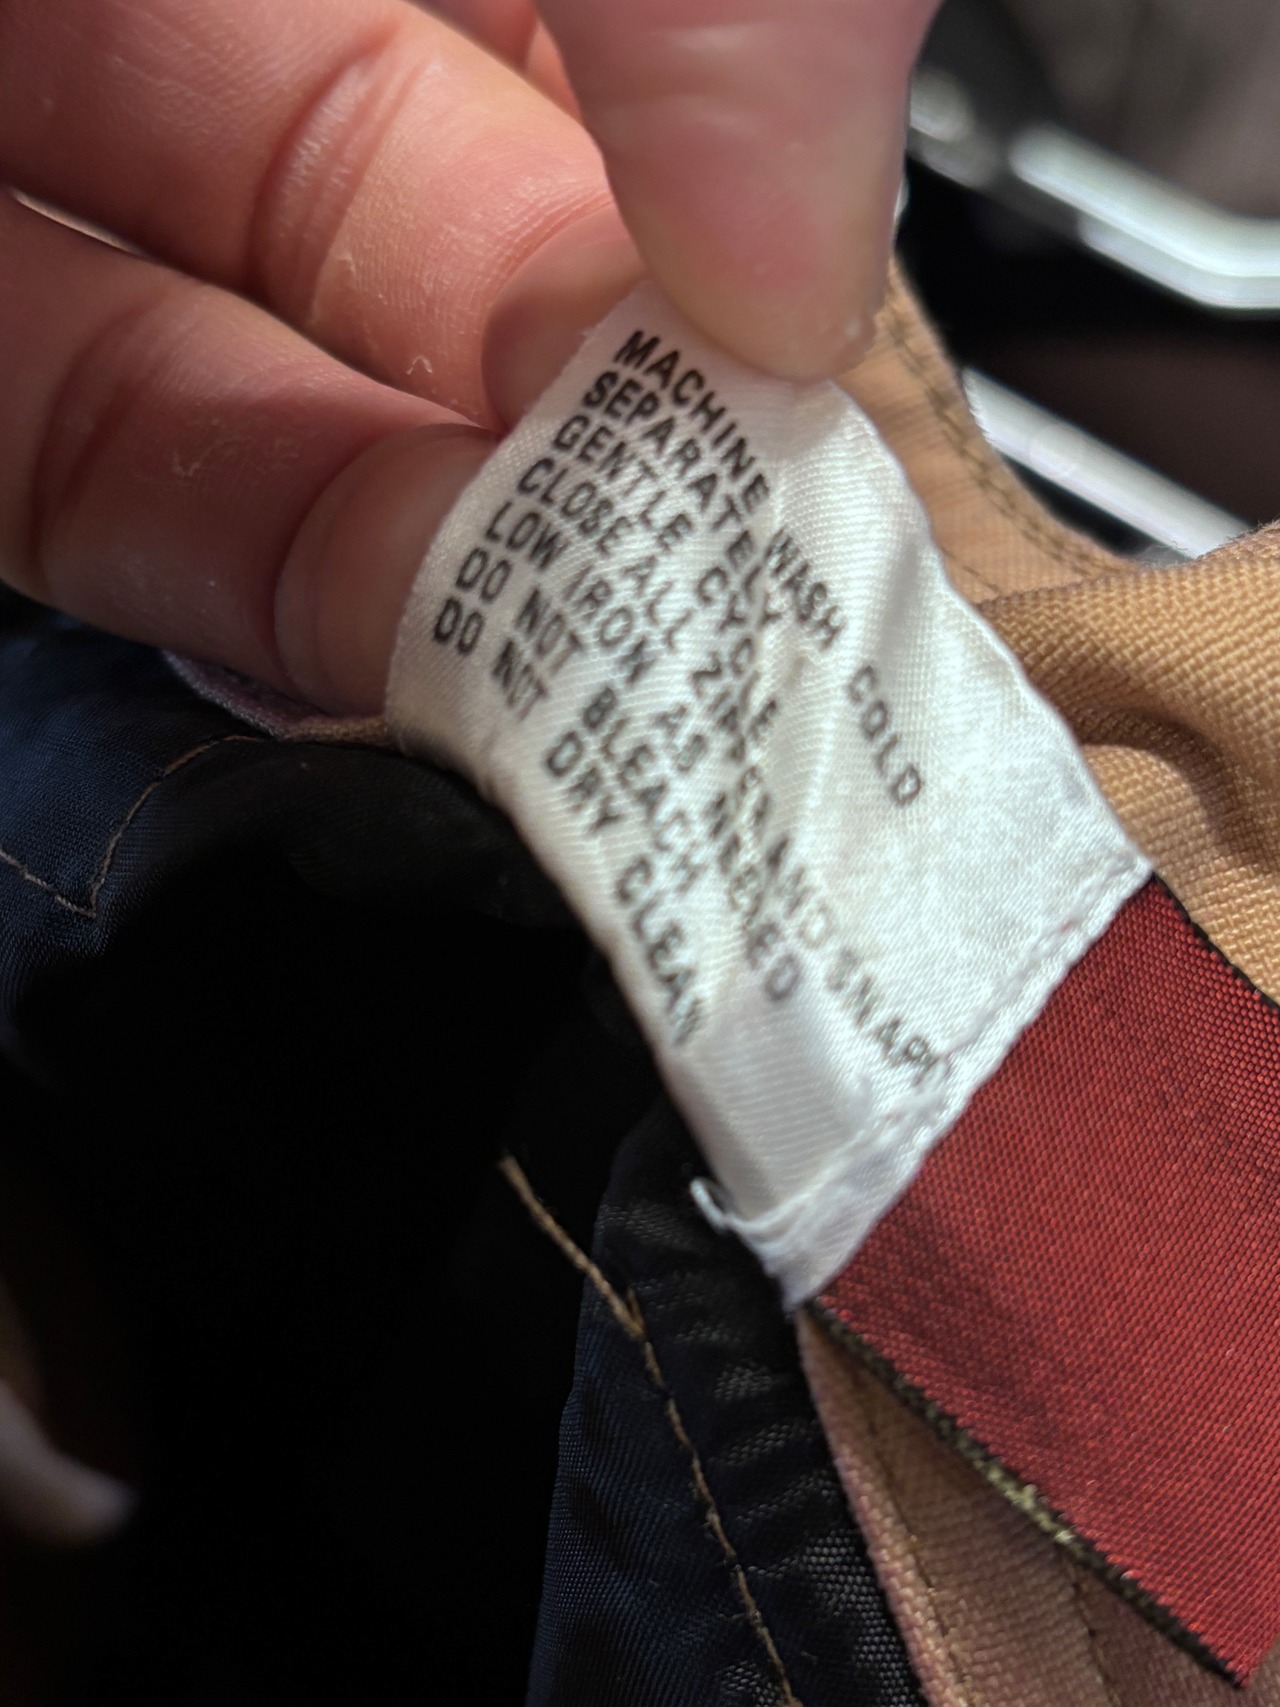 MACHINE WASH COLD
SEPARATELY
GENTLE CYCLE
CLOSE ALL ZIPPERS AND SNAPS
LOW IRON AS NEEDED
DO NOT BLEACH
DO NOT DRY CLEAN